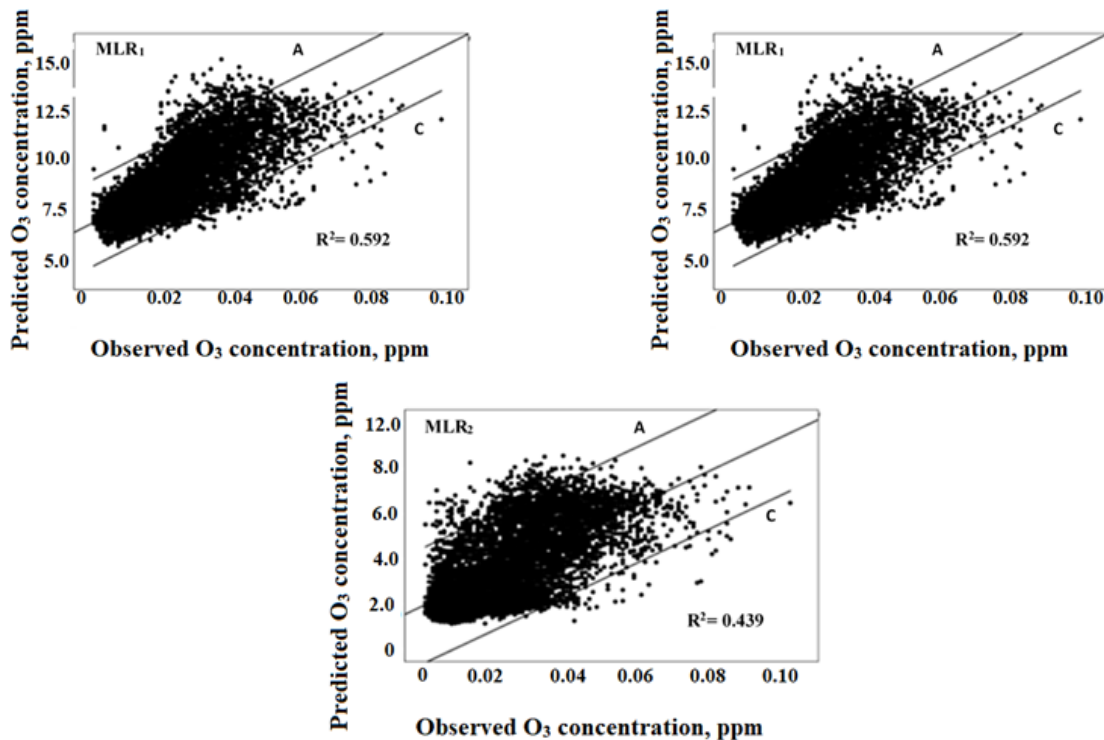 MLR₁
A
C
R²= 0.592
15.0
12.5
10.0
7.5
5.0
0 0.02 0.04 0.06 0.08 0.10
Predicted O₃ concentration, ppm
Observed O₃ concentration, ppm
MLR₁
A
C
R²= 0.592
15.0
12.5
10.0
7.5
5.0
0 0.02 0.04 0.06 0.08 0.10
Predicted O₃ concentration, ppm
Observed O₃ concentration, ppm
MLR₂
A
C
R²= 0.439
12.0
8.0
6.0
4.0
2.0
0
0 0.02 0.04 0.06 0.08 0.10
Predicted O₃ concentration, ppm
Observed O₃ concentration, ppm